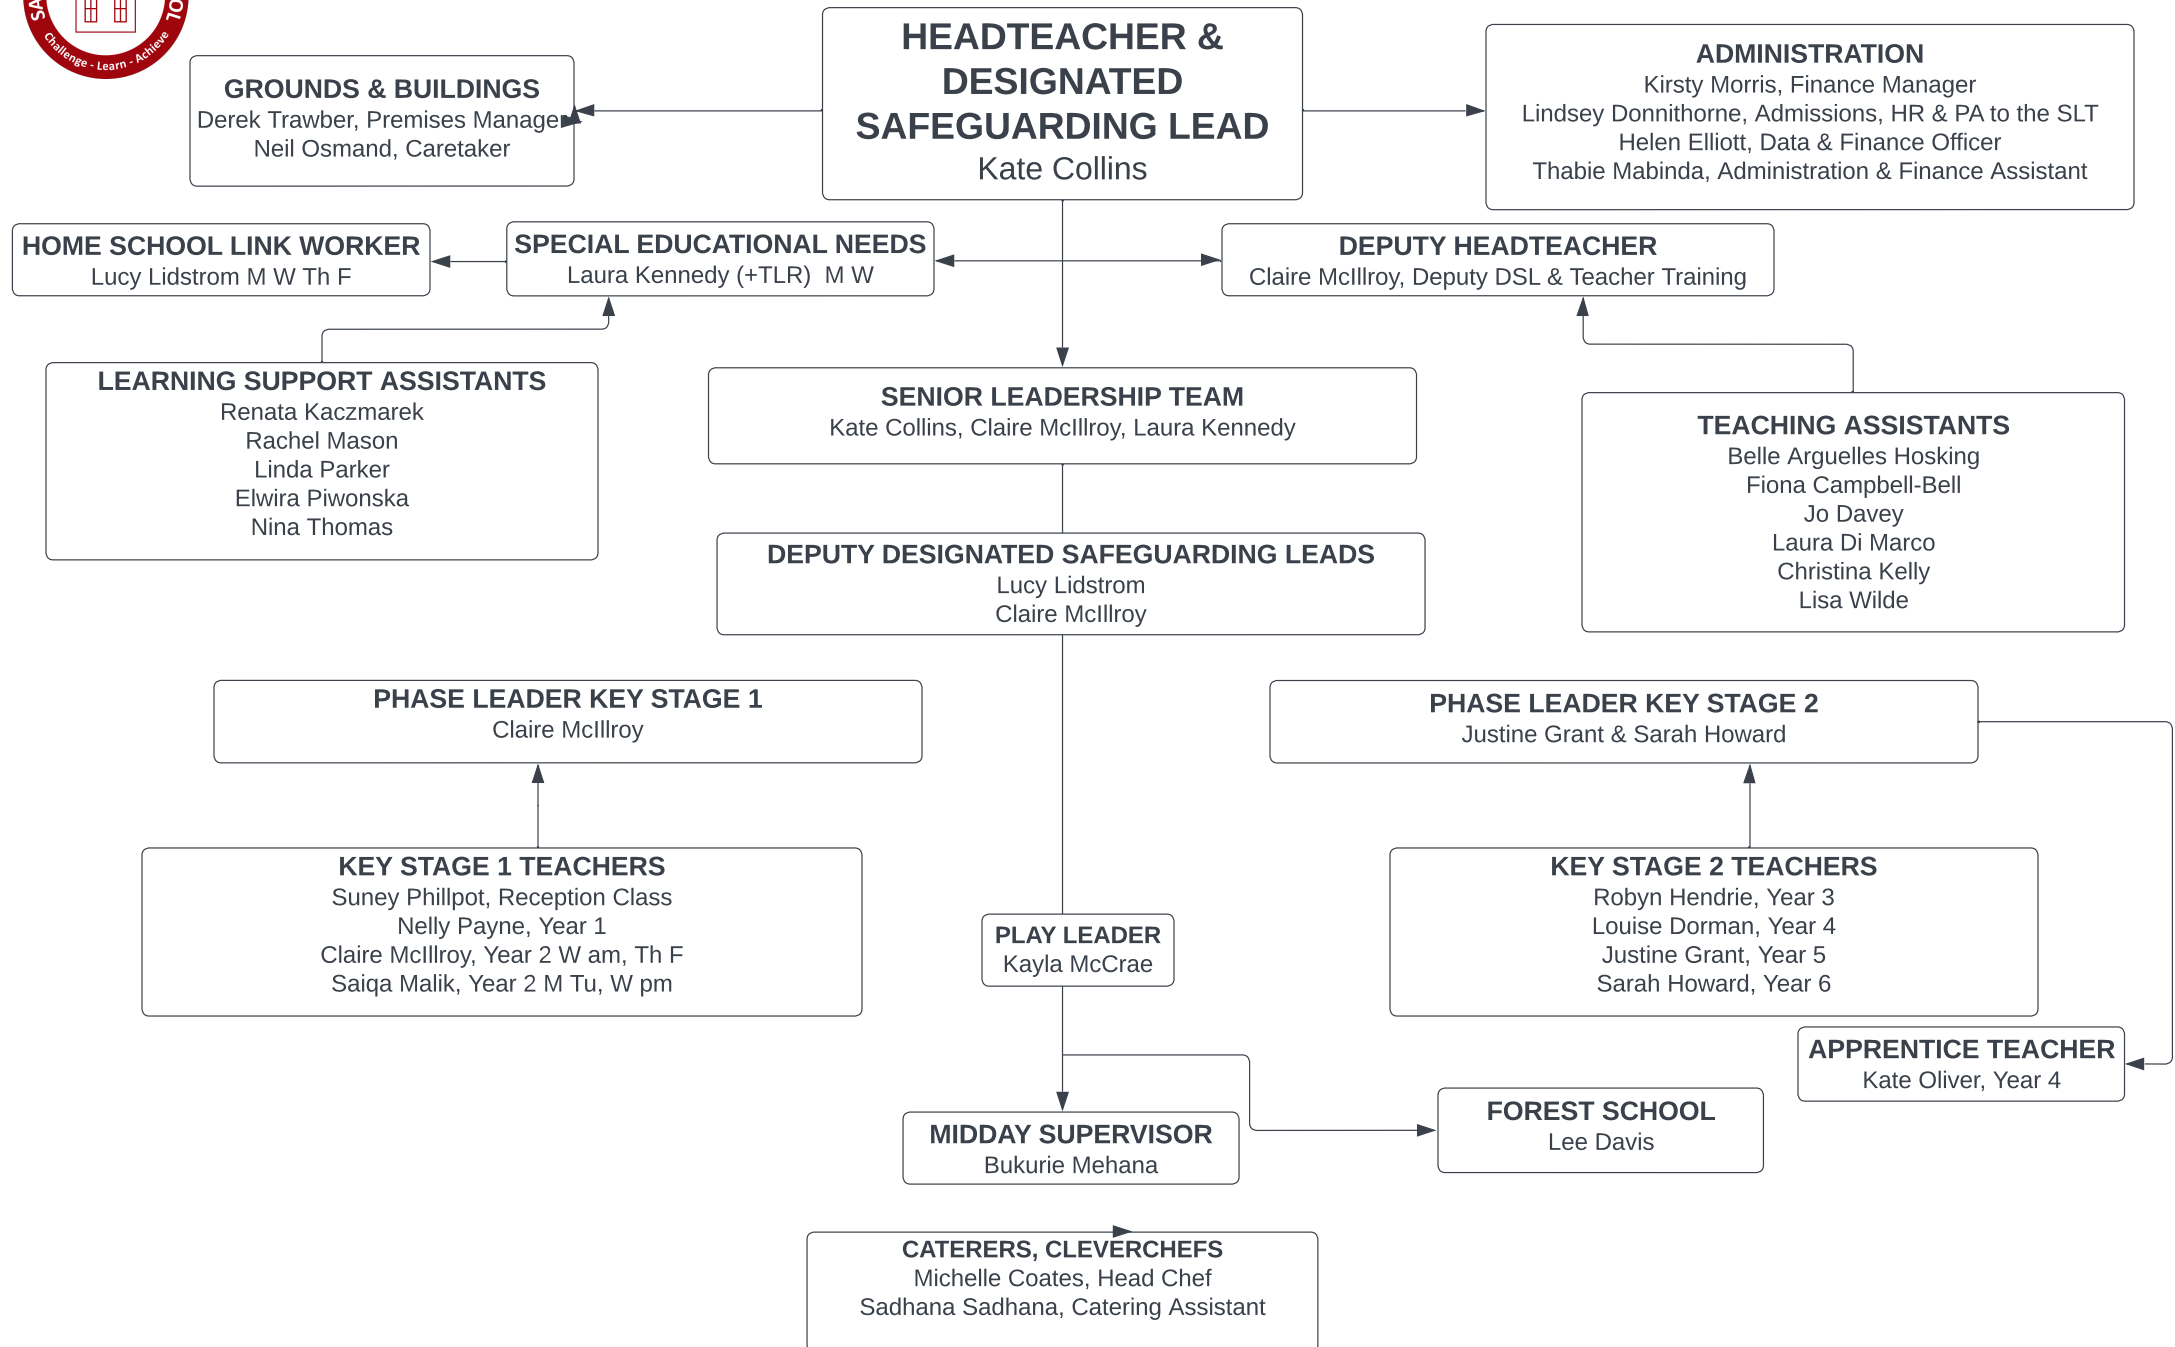 SA
OL
Challenge - Learn - Achieve
HEADTEACHER &
DESIGNATED
SAFEGUARDING LEAD
Kate Collins
GROUNDS & BUILDINGS
Derek Trawber, Premises Manager
Neil Osmand, Caretaker
ADMINISTRATION
Kirsty Morris, Finance Manager
Lindsey Donnithorne, Admissions, HR & PA to the SLT
Helen Elliott, Data & Finance Officer
Thabie Mabinda, Administration & Finance Assistant
HOME SCHOOL LINK WORKER
Lucy Lidstrom M W Th F
SPECIAL EDUCATIONAL NEEDS
Laura Kennedy (+TLR)  M W
DEPUTY HEADTEACHER
Claire McIllroy, Deputy DSL & Teacher Training
LEARNING SUPPORT ASSISTANTS
Renata Kaczmarek
Rachel Mason
Linda Parker
Elwira Piwonska
Nina Thomas
SENIOR LEADERSHIP TEAM
Kate Collins, Claire McIllroy, Laura Kennedy
TEACHING ASSISTANTS
Belle Arguelles Hosking
Fiona Campbell-Bell
Jo Davey
Laura Di Marco
Christina Kelly
Lisa Wilde
DEPUTY DESIGNATED SAFEGUARDING LEADS
Lucy Lidstrom
Claire McIllroy
PHASE LEADER KEY STAGE 1
Claire McIllroy
PHASE LEADER KEY STAGE 2
Justine Grant & Sarah Howard
KEY STAGE 1 TEACHERS
Suney Phillpot, Reception Class
Nelly Payne, Year 1
Claire McIllroy, Year 2 W am, Th F
Saiqa Malik, Year 2 M Tu, W pm
PLAY LEADER
Kayla McCrae
KEY STAGE 2 TEACHERS
Robyn Hendrie, Year 3
Louise Dorman, Year 4
Justine Grant, Year 5
Sarah Howard, Year 6
APPRENTICE TEACHER
Kate Oliver, Year 4
MIDDAY SUPERVISOR
Bukurie Mehana
FOREST SCHOOL
Lee Davis
CATERERS, CLEVERCHEFS
Michelle Coates, Head Chef
Sadhana Sadhana, Catering Assistant